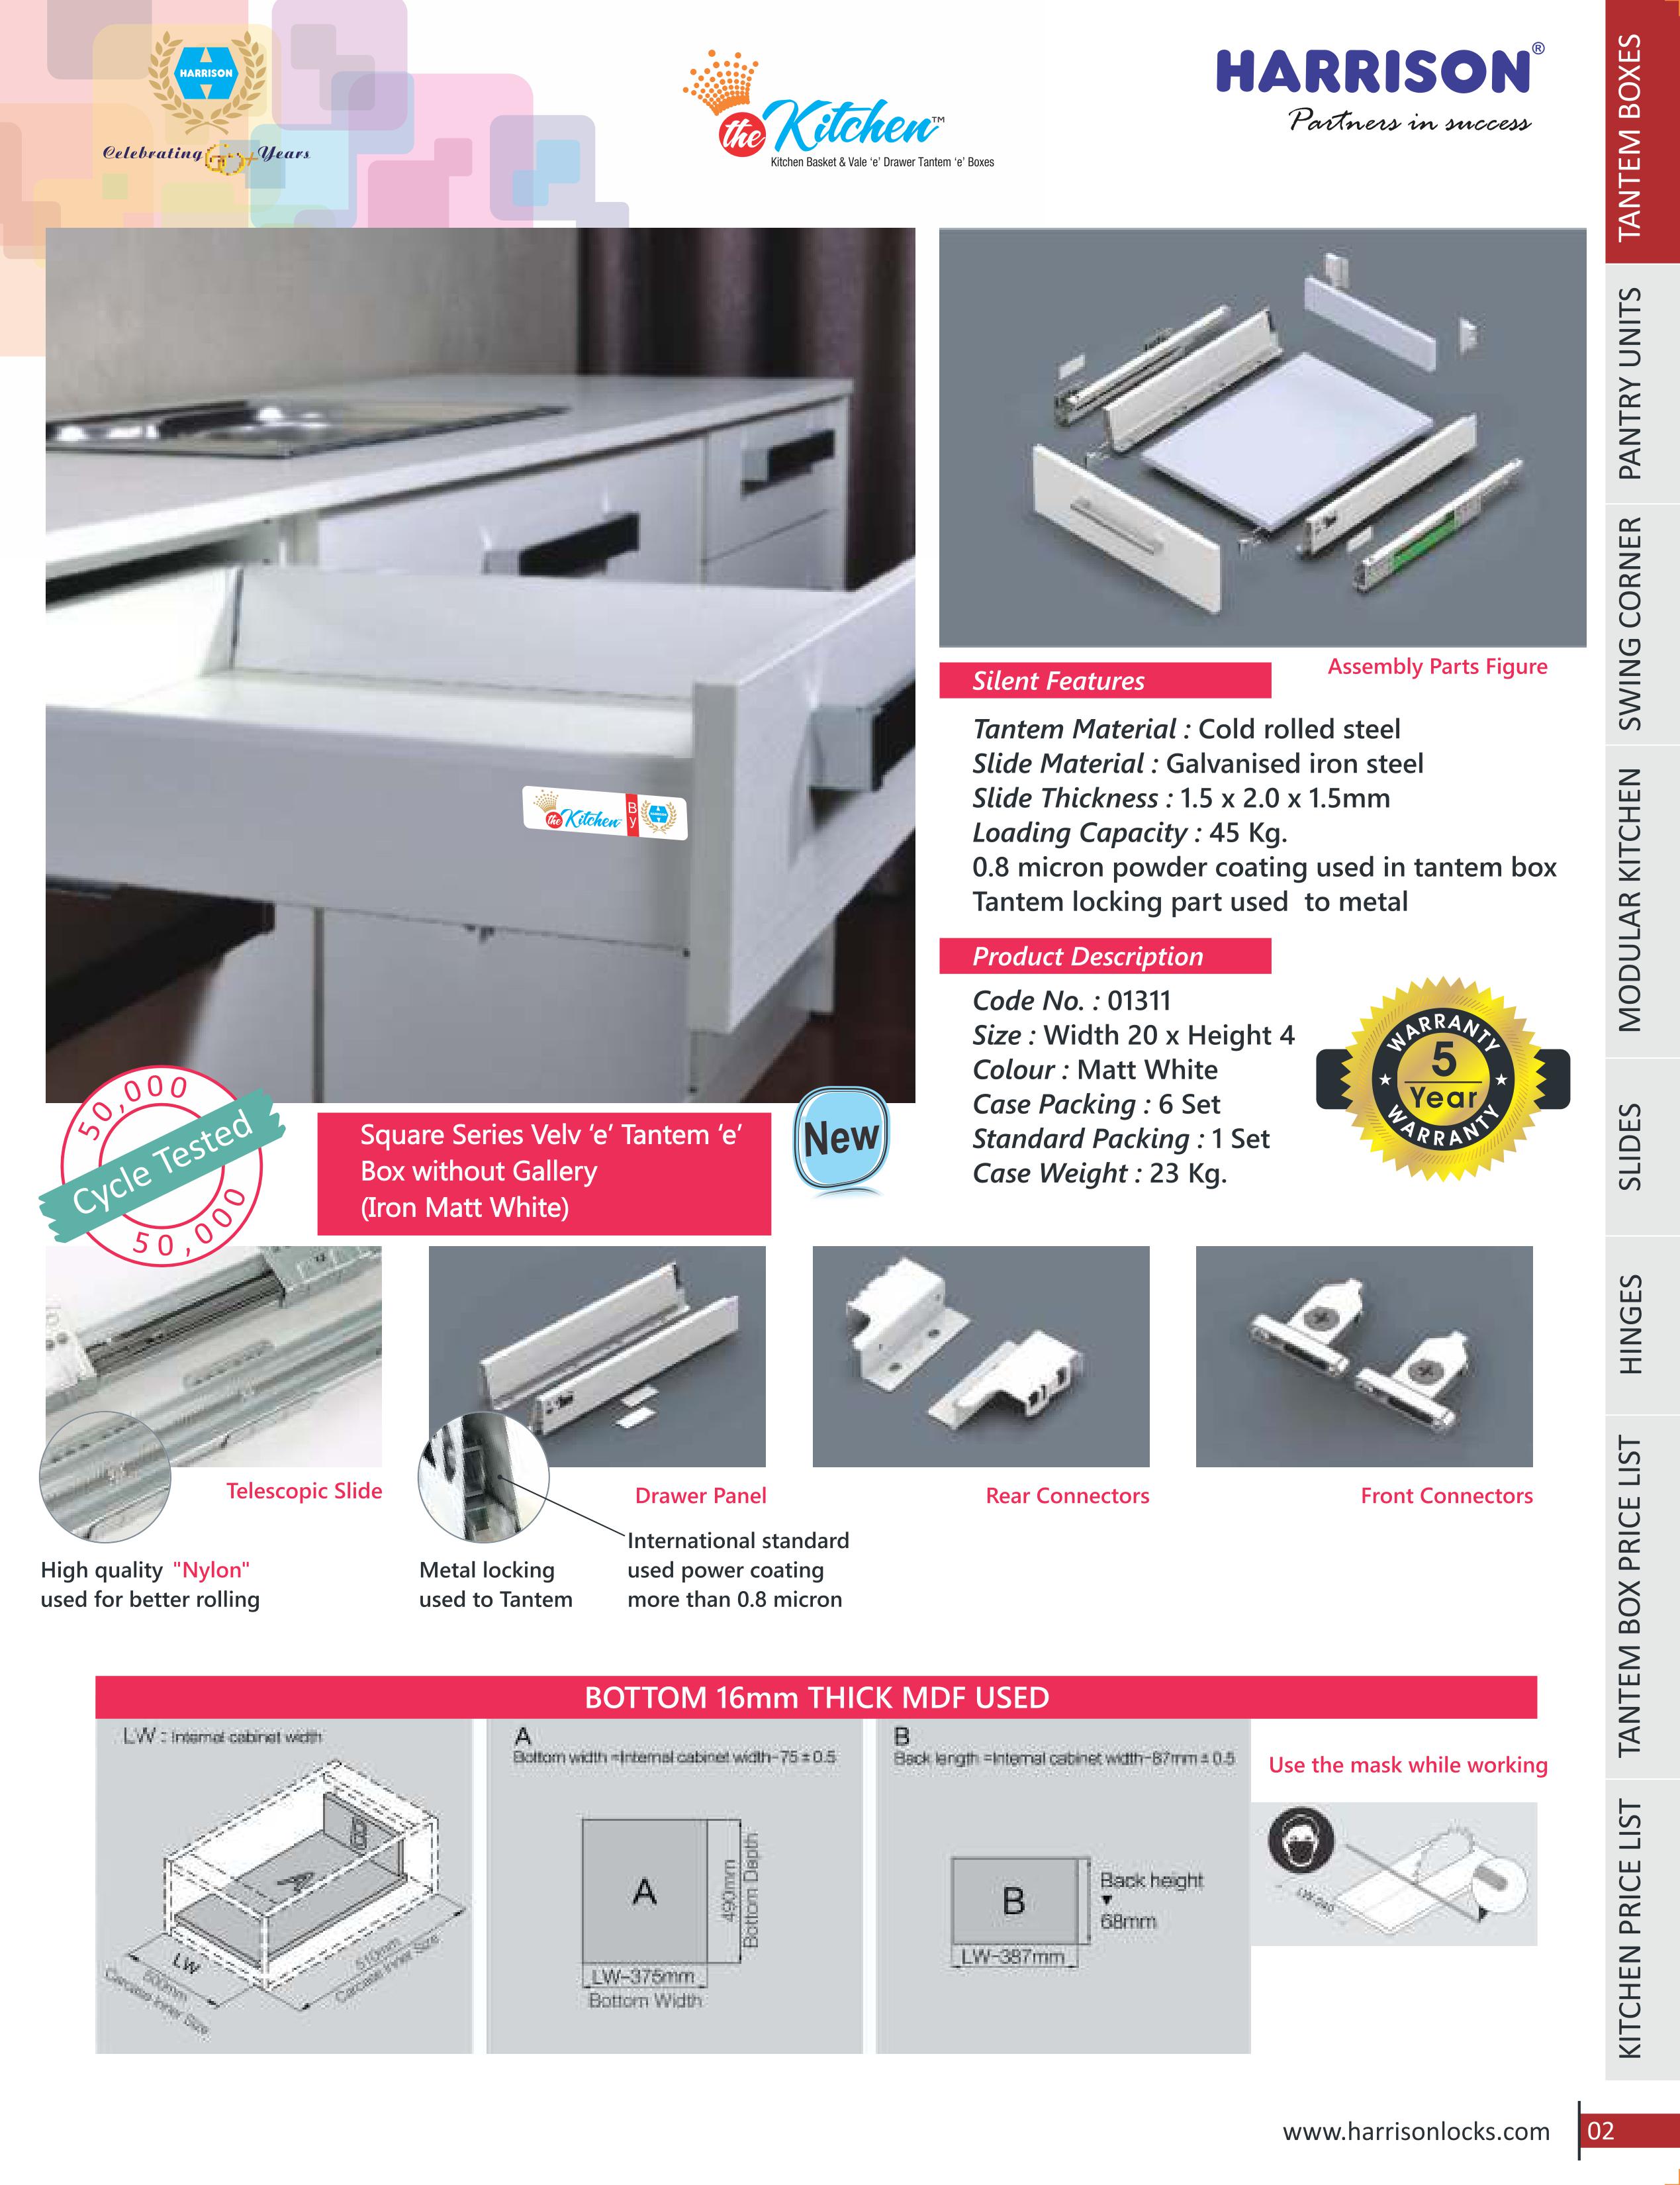 HARRISON
Celebrating 60+ Years
the Kitchen™
Kitchen Basket & Vale ‘e’ Drawer Tantem ‘e’ Boxes
HARRISON®
Partners in success
TANTEM BOXES
PANTRY UNITS
SWING CORNER
MODULAR KITCHEN
SLIDES
HINGES
TANTEM BOX PRICE LIST
KITCHEN PRICE LIST
the Kitchen By HARRISON
Assembly Parts Figure
Silent Features
Tantem Material : Cold rolled steel
Slide Material : Galvanised iron steel
Slide Thickness : 1.5 x 2.0 x 1.5mm
Loading Capacity : 45 Kg.
0.8 micron powder coating used in tantem box
Tantem locking part used to metal
Product Description
Code No. : 01311
Size : Width 20 x Height 4
Colour : Matt White
Case Packing : 6 Set
Standard Packing : 1 Set
Case Weight : 23 Kg.
WARRANTY
5
Year
WARRANTY
50,000
Cycle Tested
50,000
Square Series Velv ‘e’ Tantem ‘e’
Box without Gallery
(Iron Matt White)
New
Telescopic Slide
High quality "Nylon"
used for better rolling
Drawer Panel
Metal locking
used to Tantem
International standard
used power coating
more than 0.8 micron
Rear Connectors
Front Connectors
BOTTOM 16mm THICK MDF USED
LW : Internal cabinet width
A
B
LW
500mm
Carcase Inner Size
510mm
Carcase Inner Size
A
Bottom width =Internal cabinet width-75 ± 0.5
A
490mm
Bottom Depth
LW-375mm
Bottom Width
B
Back length =Internal cabinet width-87mm ± 0.5
B
Back height
68mm
LW-387mm
Use the mask while working
www.harrisonlocks.com
02